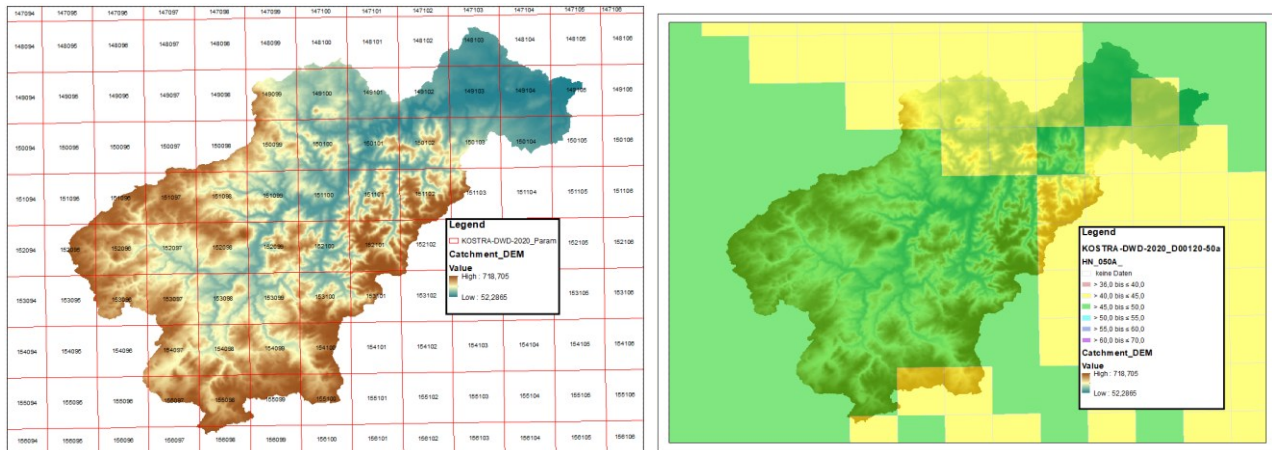 147094 147095 147096 147097 147098 147099 147100 147101 147102 147103 147104 147105 147106
148094 148095 148096 148097 148098 148099 148100 148101 148102 148103 148104 148105 148106
149094 149095 149096 149097 149098 149099 149100 149101 149102 149103 149104 149105 149106
150094 150095 150096 150097 150098 150099 150100 150101 150102 150103 150104 150105 150106
151094 151095 151096 151097 151098 151099 151100 151101 151102 151103 151104 151105 151106
152094 152095 152096 152097 152098 152099 152100 152101 152102 152105 152106
153094 153095 153096 153097 153098 153099 153100 153101 153102 153105 153106
154094 154095 154096 154097 154098 154099 154100 154101 154102 154103 154104 154105 154106
155094 155095 155096 155097 155098 155099 155100 155101 155102 155103 155104 155105 155106
156094 156095 156096 156097 156098 156099 156100 156101 156102 156103 156104 156105 156106
Legend
KOSTRA-DWD-2020_Param
Catchment_DEM
Value
High : 718,705
Low : 52,2865
Legend
KOSTRA-DWD-2020_D00120-50a
HN_050A_
keine Daten
> 36,0 bis ≤ 40,0
> 40,0 bis ≤ 45,0
> 45,0 bis ≤ 50,0
> 50,0 bis ≤ 55,0
> 55,0 bis ≤ 60,0
> 60,0 bis ≤ 70,0
Catchment_DEM
Value
High : 718,705
Low : 52,2865